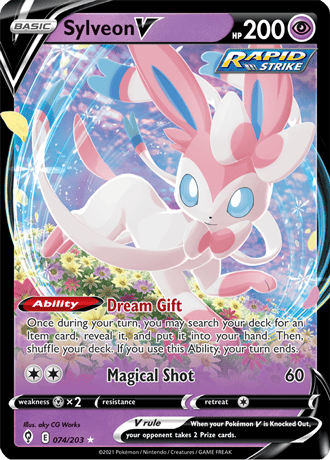 BASIC
Sylveon V
HP 200
RAPID
STRIKE
Ability Dream Gift
Once during your turn, you may search your deck for an
Item card, reveal it, and put it into your hand. Then,
shuffle your deck. If you use this Ability, your turn ends.
Magical Shot 60
weakness ×2 resistance retreat
Illus. aky CG Works
E 074/203
V rule
When your Pokémon V is Knocked Out,
your opponent takes 2 Prize cards.
©2021 Pokémon / Nintendo / Creatures / GAME FREAK